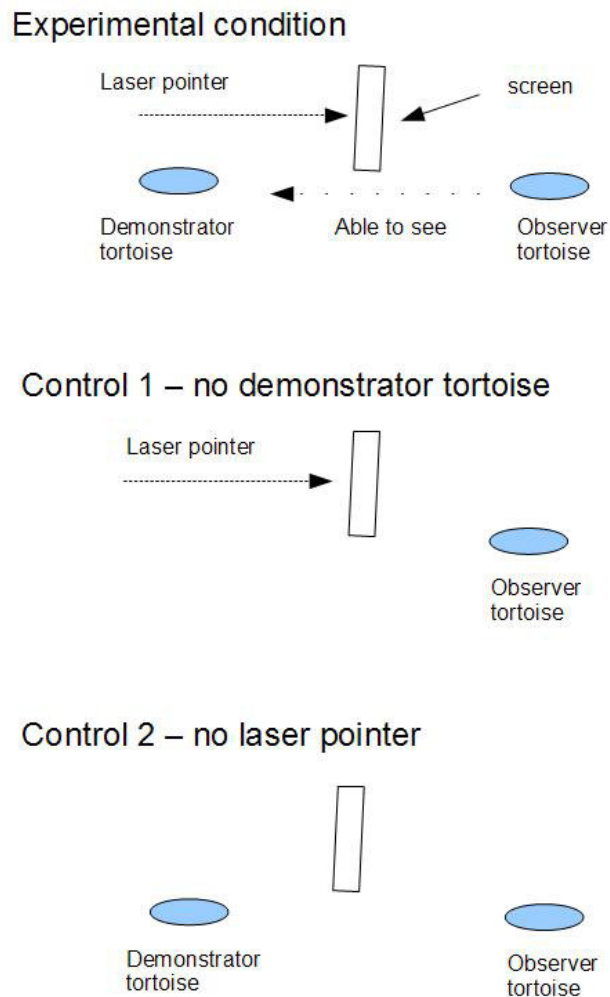 Experimental condition
Laser pointer
screen
Demonstrator
tortoise
Able to see
Observer
tortoise
Control 1 – no demonstrator tortoise
Laser pointer
Observer
tortoise
Control 2 – no laser pointer
Demonstrator
tortoise
Observer
tortoise